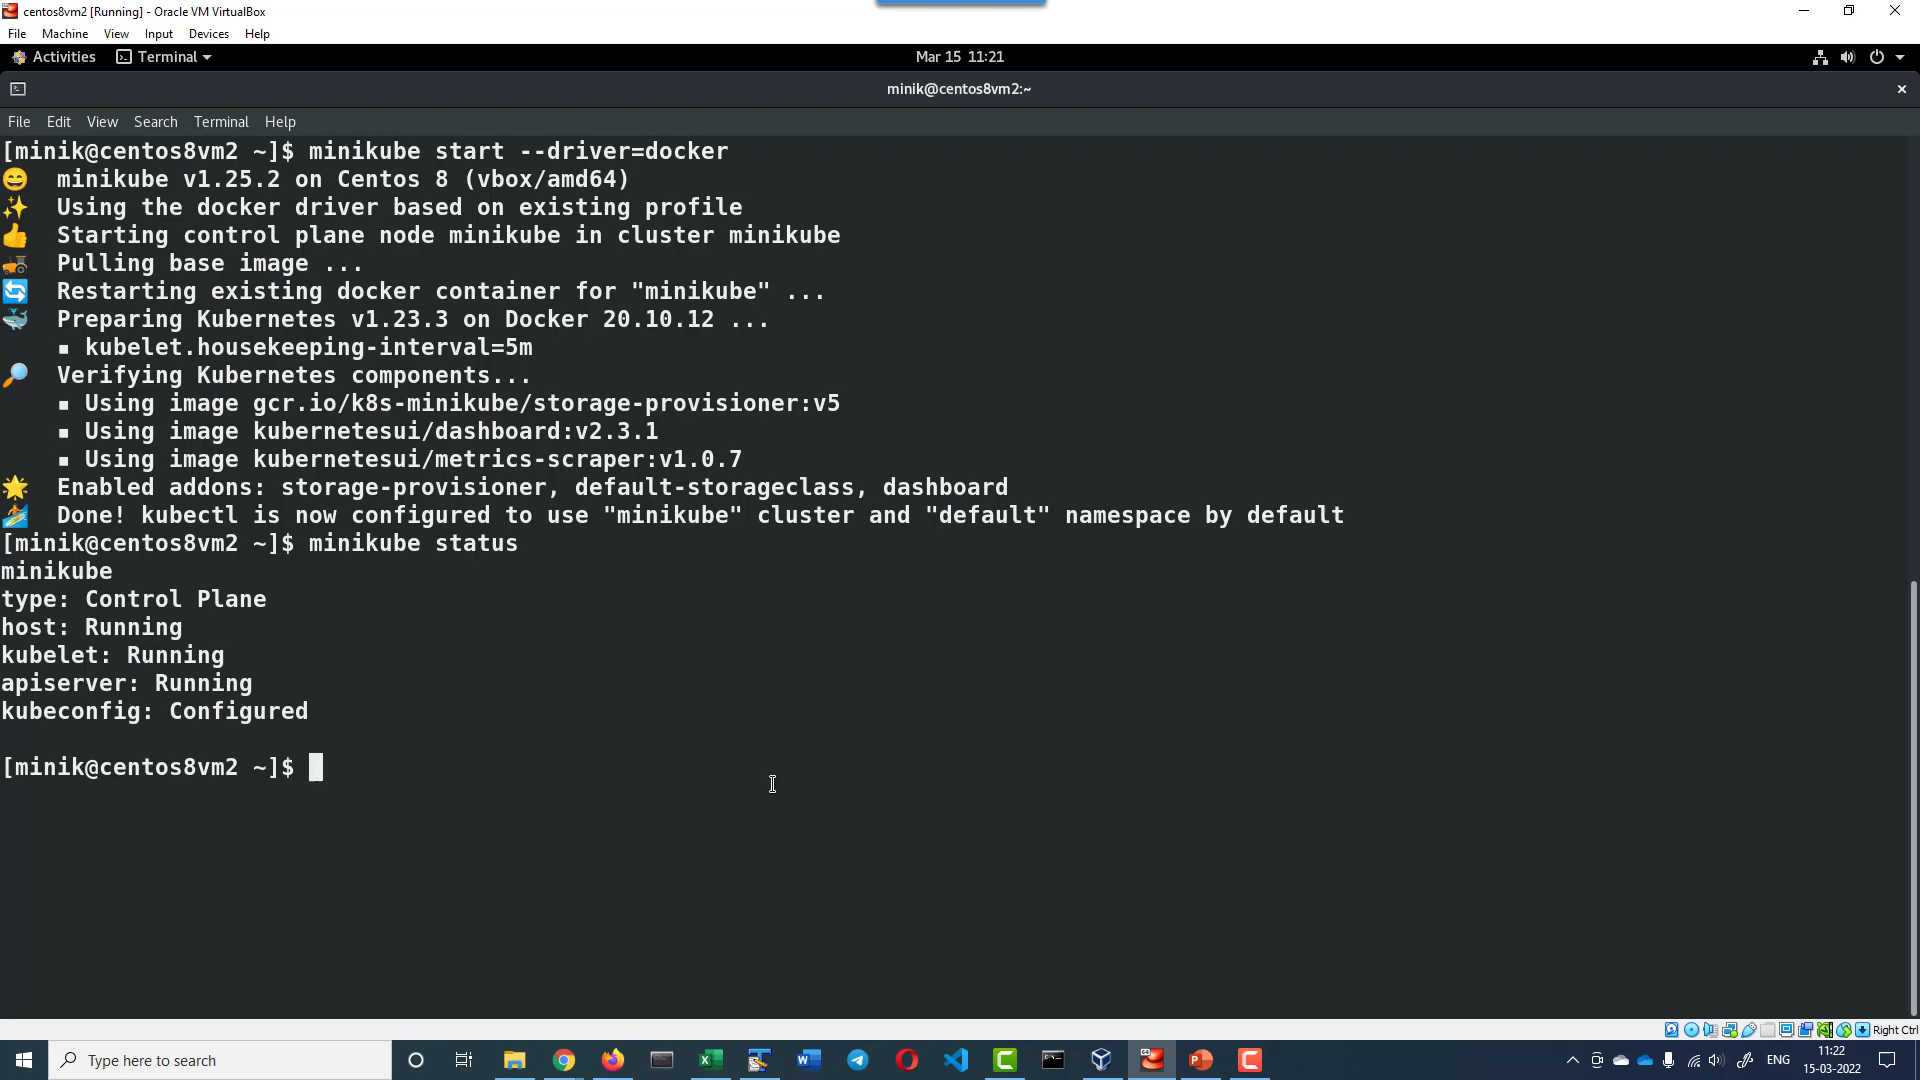 centos8vm2 [Running] - Oracle VM VirtualBox
File Machine View Input Devices Help
Activities Terminal Mar 15 11:21
minik@centos8vm2:~
File Edit View Search Terminal Help
[minik@centos8vm2 ~]$ minikube start --driver=docker
minikube v1.25.2 on Centos 8 (vbox/amd64)
Using the docker driver based on existing profile
Starting control plane node minikube in cluster minikube
Pulling base image ...
Restarting existing docker container for "minikube" ...
Preparing Kubernetes v1.23.3 on Docker 20.10.12 ...
▪ kubelet.housekeeping-interval=5m
Verifying Kubernetes components...
▪ Using image gcr.io/k8s-minikube/storage-provisioner:v5
▪ Using image kubernetesui/dashboard:v2.3.1
▪ Using image kubernetesui/metrics-scraper:v1.0.7
Enabled addons: storage-provisioner, default-storageclass, dashboard
Done! kubectl is now configured to use "minikube" cluster and "default" namespace by default
[minik@centos8vm2 ~]$ minikube status
minikube
type: Control Plane
host: Running
kubelet: Running
apiserver: Running
kubeconfig: Configured
[minik@centos8vm2 ~]$
Right Ctrl
Type here to search
ENG
11:22
15-03-2022